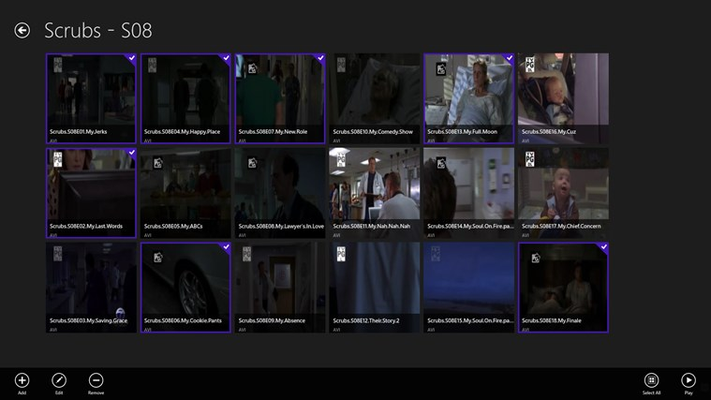 Scrubs - S08
Scrubs.S08E01.My.Jerks
AVI
Scrubs.S08E04.My.Happy.Place
AVI
Scrubs.S08E07.My.New.Role
AVI
Scrubs.S08E10.My.Comedy.Show
AVI
Scrubs.S08E13.My.Full.Moon
AVI
Scrubs.S08E16.My.Cuz
AVI
Scrubs.S08E02.My.Last.Words
AVI
Scrubs.S08E05.My.ABCs
AVI
Scrubs.S08E08.My.Lawyer's.In.Love
AVI
Scrubs.S08E11.My.Nah.Nah.Nah
AVI
Scrubs.S08E14.My.Soul.On.Fire.pa...
AVI
Scrubs.S08E17.My.Chief.Concern
AVI
Scrubs.S08E03.My.Saving.Grace
AVI
Scrubs.S08E06.My.Cookie.Pants
AVI
Scrubs.S08E09.My.Absence
AVI
Scrubs.S08E12.Their.Story.2
AVI
Scrubs.S08E15.My.Soul.On.Fire.pa...
AVI
Scrubs.S08E18.My.Finale
AVI
Add
Edit
Remove
Select All
Play